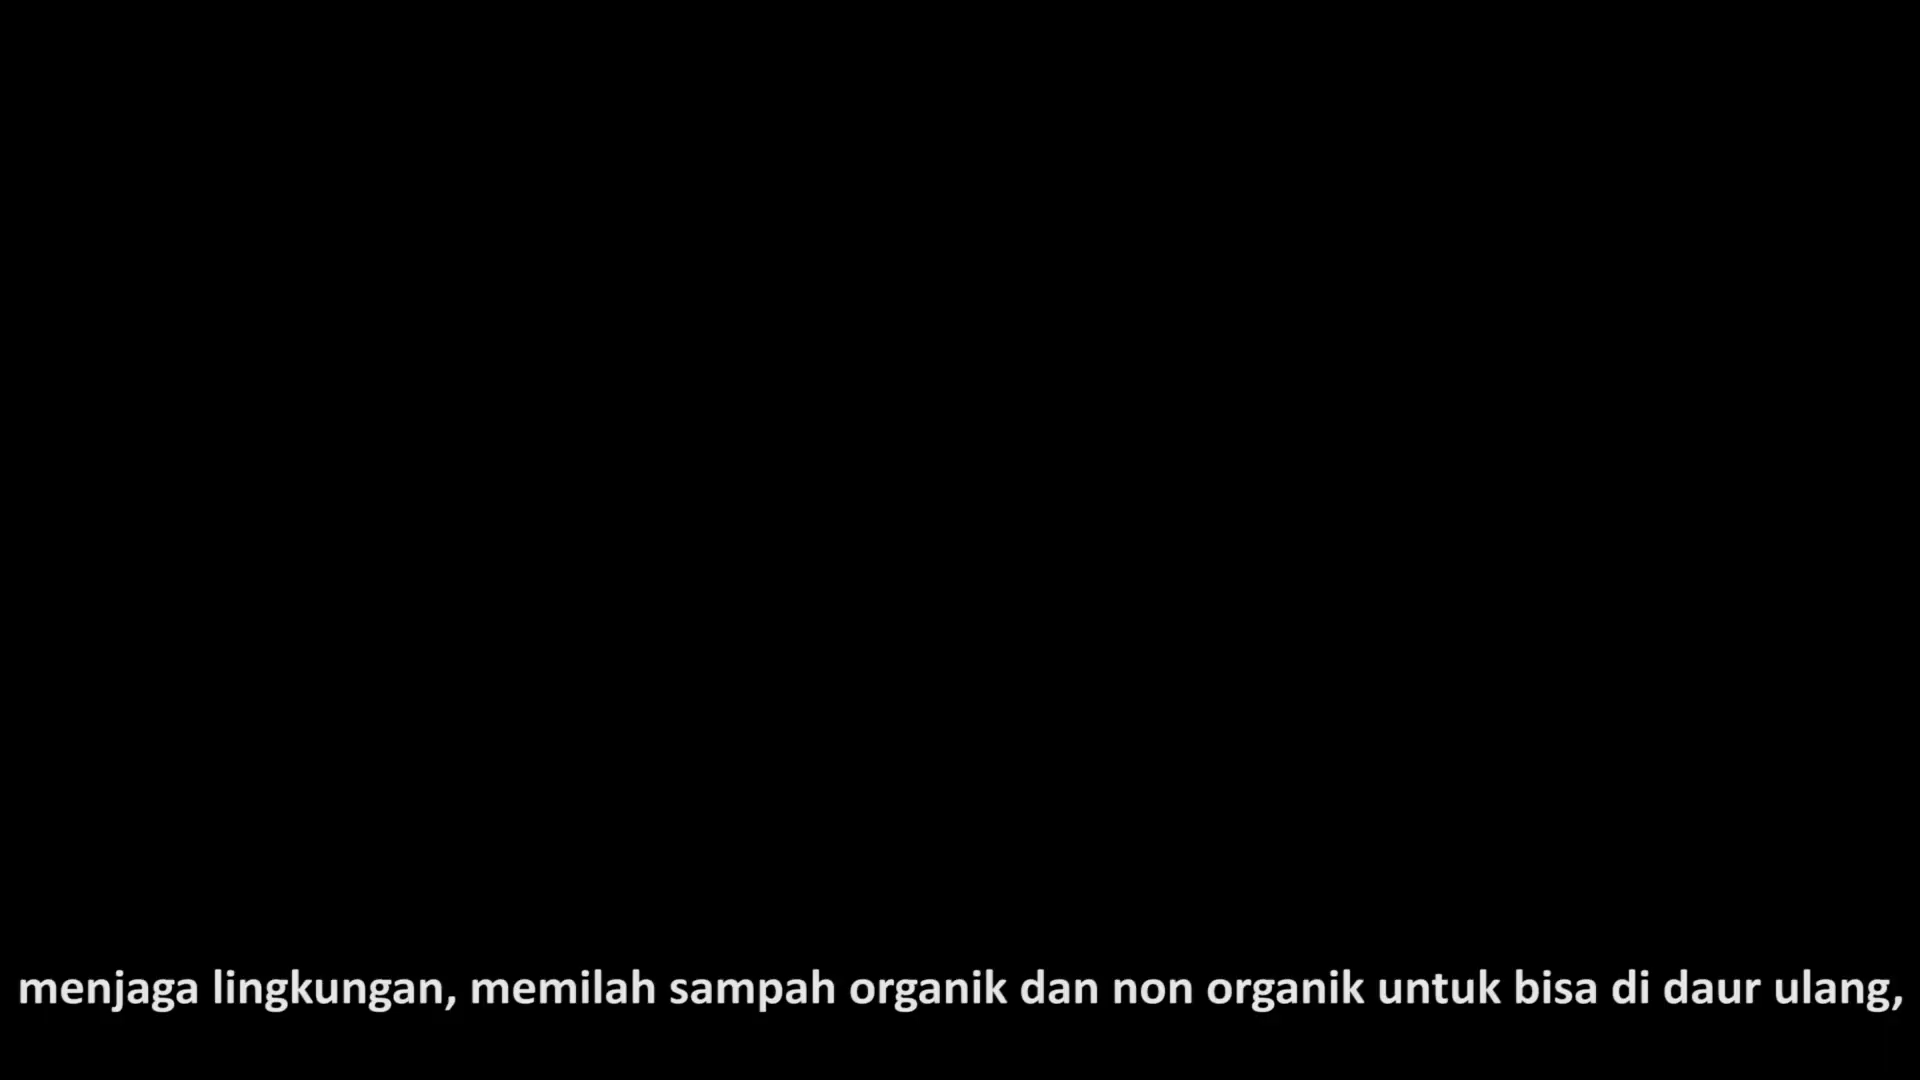 menjaga lingkungan, memilah sampah organik dan non organik untuk bisa di daur ulang,